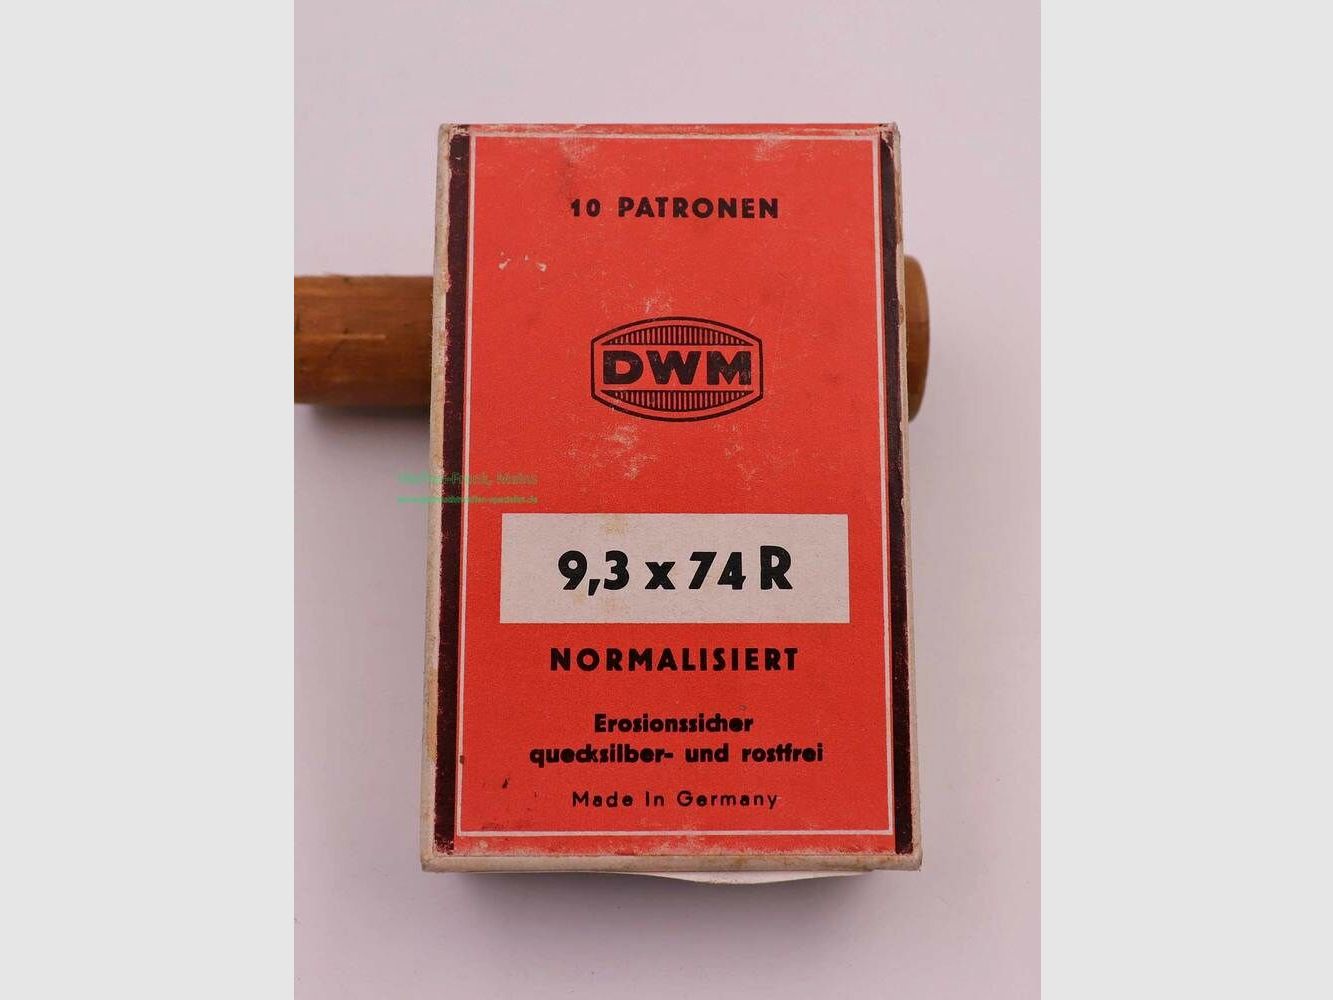 10 PATRONEN
DWM
9,3 x 74 R
NORMALISIERT
Erosionssicher
quecksilber- und rostfrei
Made In Germany